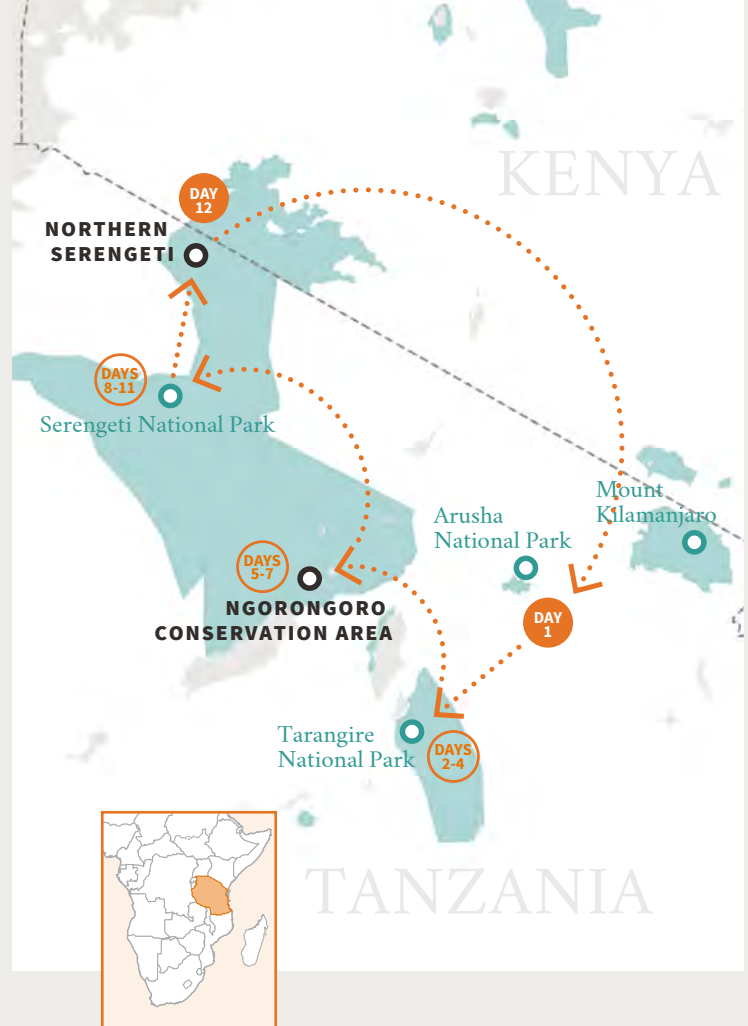 KENYA
DAY
12
NORTHERN
SERENGETI
DAYS
8-11
Serengeti National Park
Mount
Kilamanjaro
Arusha
National Park
DAYS
5-7
NGORONGORO
CONSERVATION AREA
DAY
1
Tarangire
National Park
DAYS
2-4
TANZANIA